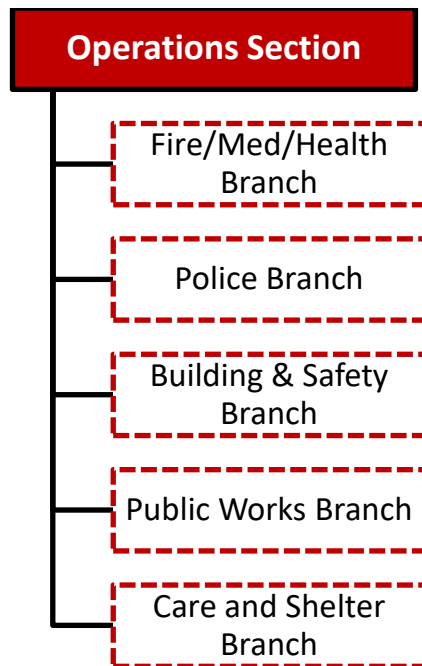 Operations Section
Fire/Med/Health
Branch
Police Branch
Building & Safety
Branch
Public Works Branch
Care and Shelter
Branch